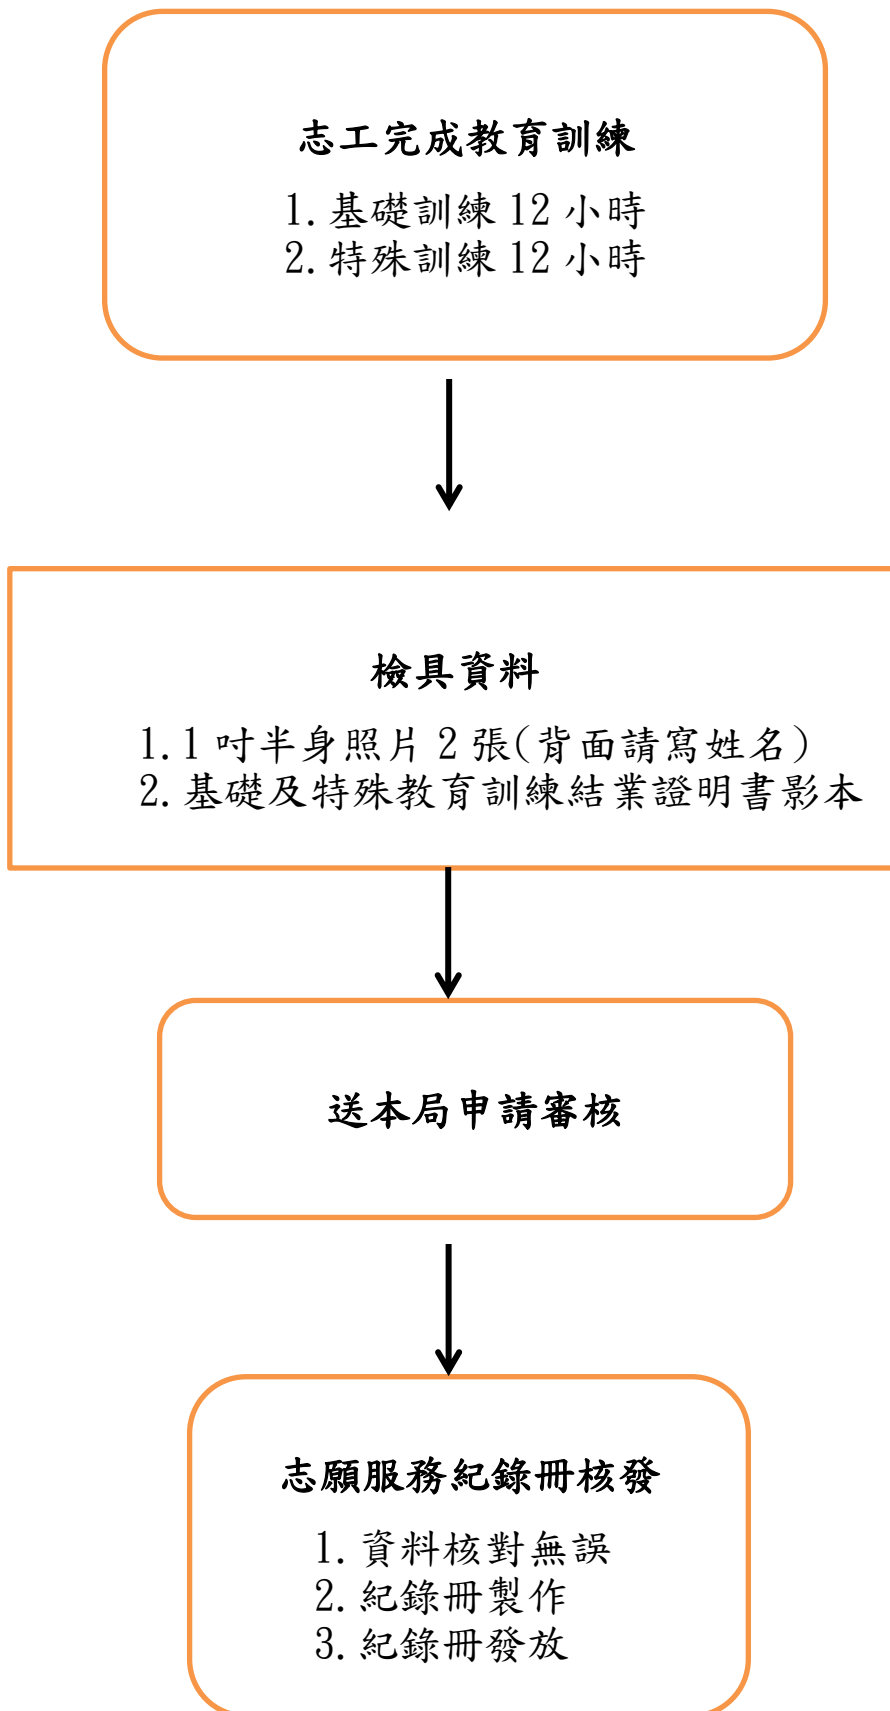 志工完成教育訓練
1.基礎訓練 12 小時
2.特殊訓練 12 小時
檢具資料
1.1 吋半身照片 2 張(背面請寫姓名)
2.基礎及特殊教育訓練結業證明書影本
送本局申請審核
志願服務紀錄冊核發
1.資料核對無誤
2.紀錄冊製作
3.紀錄冊發放